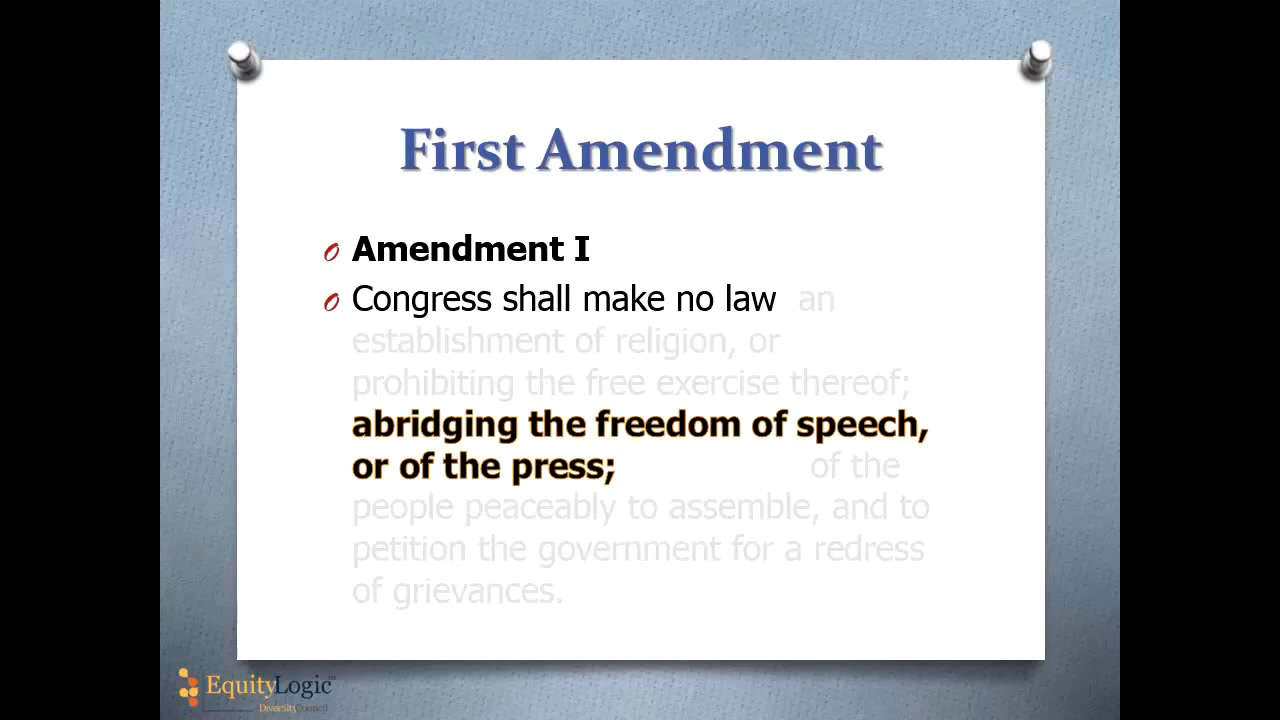 First Amendment
Amendment I
Congress shall make no law an
establishment of religion, or
prohibiting the free exercise thereof;
abridging the freedom of speech,
or of the press; of the
people peaceably to assemble, and to
petition the government for a redress
of grievances.
EquityLogic™
DiversityCouncil